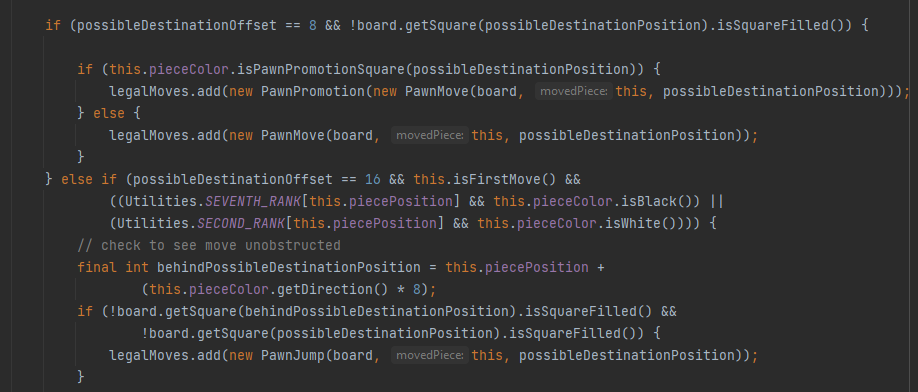 if (possibleDestinationOffset == 8 && !board.getSquare(possibleDestinationPosition).isSquareFilled()) {
if (this.pieceColor.isPawnPromotionSquare(possibleDestinationPosition)) {
legalMoves.add(new PawnPromotion(new PawnMove(board, movedPiece: this, possibleDestinationPosition)));
} else {
legalMoves.add(new PawnMove(board, movedPiece: this, possibleDestinationPosition));
}
} else if (possibleDestinationOffset == 16 && this.isFirstMove() &&
((Utilities.SEVENTH_RANK[this.piecePosition] && this.pieceColor.isBlack()) ||
(Utilities.SECOND_RANK[this.piecePosition] && this.pieceColor.isWhite()))) {
// check to see move unobstructed
final int behindPossibleDestinationPosition = this.piecePosition +
(this.pieceColor.getDirection() * 8);
if (!board.getSquare(behindPossibleDestinationPosition).isSquareFilled() &&
!board.getSquare(possibleDestinationPosition).isSquareFilled()) {
legalMoves.add(new PawnJump(board, movedPiece: this, possibleDestinationPosition));
}